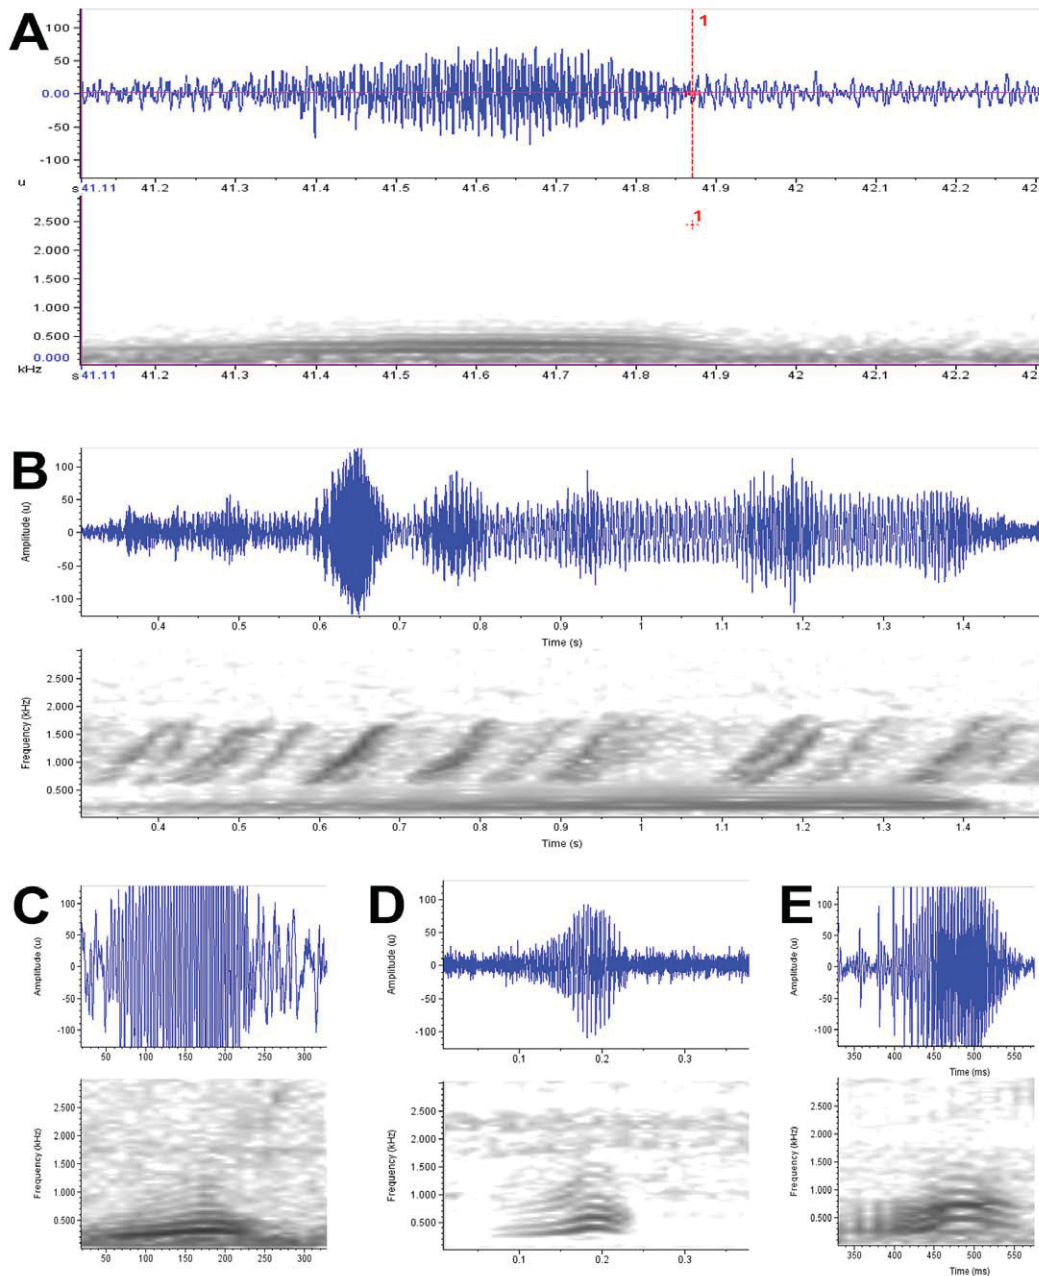 A
100
50
0.00
-50
-100
1
u
s 41.11 41.2 41.3 41.4 41.5 41.6 41.7 41.8 41.9 42 42.1 42.2 42.
1
2.500
2.000
1.500
1.000
0.500
0.000
kHz
s 41.11 41.2 41.3 41.4 41.5 41.6 41.7 41.8 41.9 42 42.1 42.2 42.
B
Amplitude (u)
100
50
0
-50
-100
0.4 0.5 0.6 0.7 0.8 0.9 1 1.1 1.2 1.3 1.4
Time (s)
Frequency (kHz)
2.500
2.000
1.500
1.000
0.500
0.4 0.5 0.6 0.7 0.8 0.9 1 1.1 1.2 1.3 1.4
Time (s)
C
Amplitude (u)
100
50
0
-50
-100
50 100 150 200 250 300
Frequency (kHz)
2.500
2.000
1.500
1.000
0.500
50 100 150 200 250 300
D
Amplitude (u)
100
50
0
-50
-100
0.1 0.2 0.3
Frequency (kHz)
2.500
2.000
1.500
1.000
0.500
0.1 0.2 0.3
E
Amplitude (u)
100
50
0
-50
-100
350 400 450 500 550
Time (ms)
Frequency (kHz)
2.500
2.000
1.500
1.000
0.500
350 400 450 500 550
Time (ms)